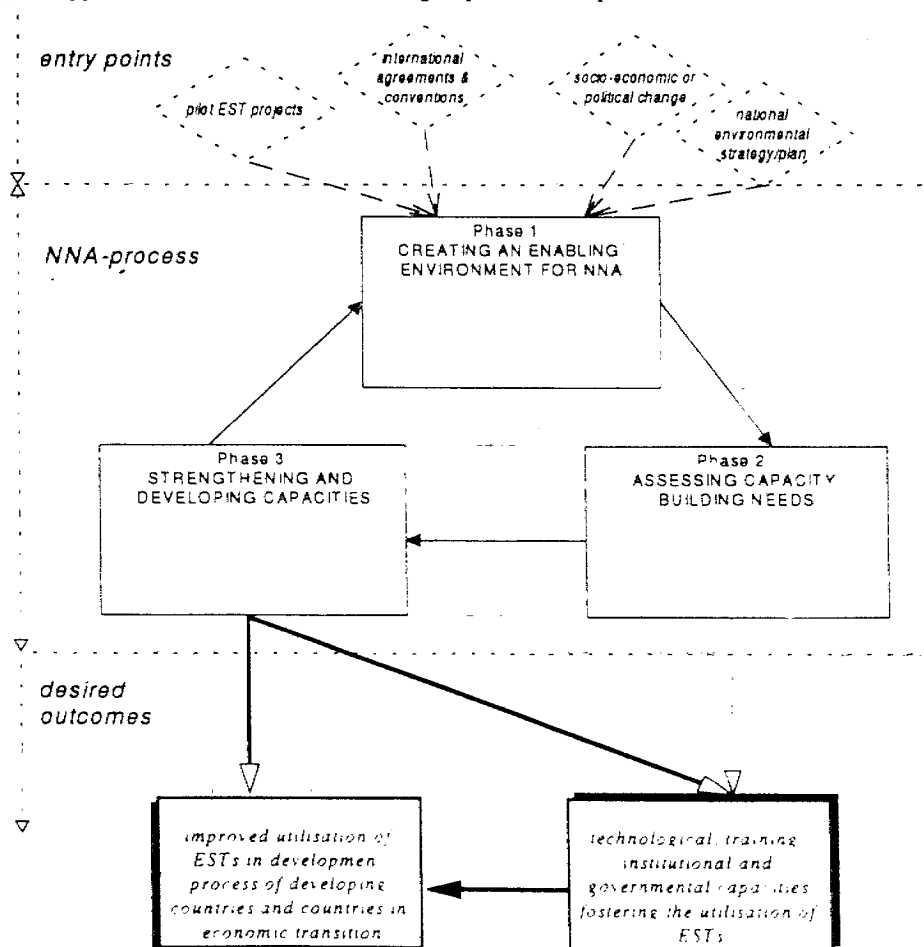 entry points
pilot EST projects
international
agreements &
conventions
socio-economic or
political change
national
environmental
strategy/plan
NNA-process
Phase 1
CREATING AN ENABLING
ENVIRONMENT FOR NNA
Phase 3
STRENGTHENING AND
DEVELOPING CAPACITIES
Phase 2
ASSESSING CAPACITY
BUILDING NEEDS
desired
outcomes
improved utilisation of
ESTs in developmen
process of developing
countries and countries in
economic transition
technological, training
institutional and
governmental capacities
fostering the utilisation of
ESTs